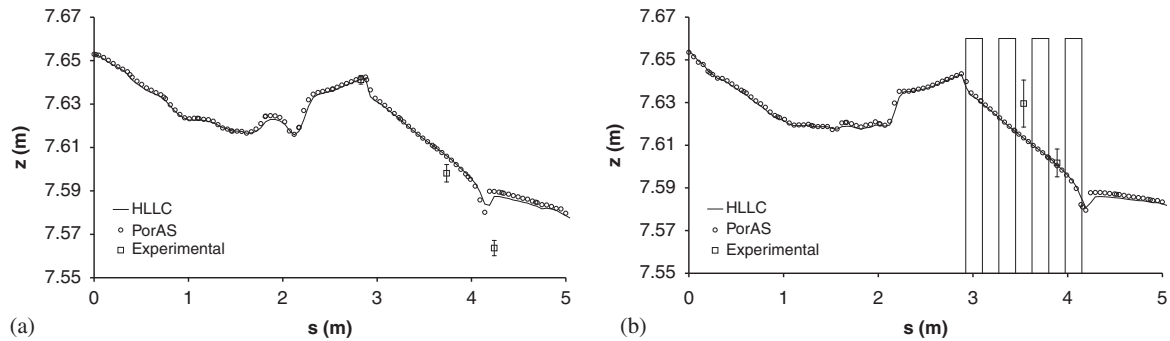 7.67
7.65
7.63
7.61
7.59
7.57
7.55
z (m)
HLLC
PorAS
Experimental
0 1 2 3 4 5
s (m)
(a)
7.67
7.65
7.63
7.61
7.59
7.57
7.55
z (m)
HLLC
PorAS
Experimental
0 1 2 3 4 5
s (m)
(b)